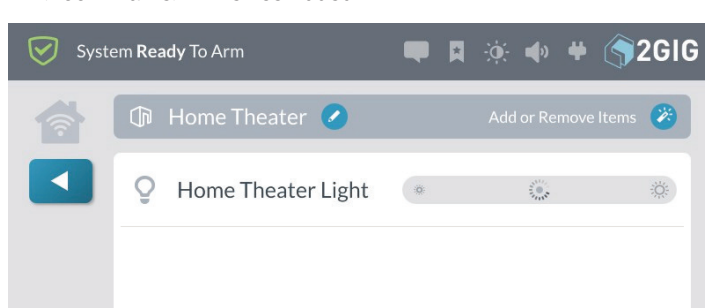 System Ready To Arm
2GIG
Home Theater
Add or Remove Items
Home Theater Light